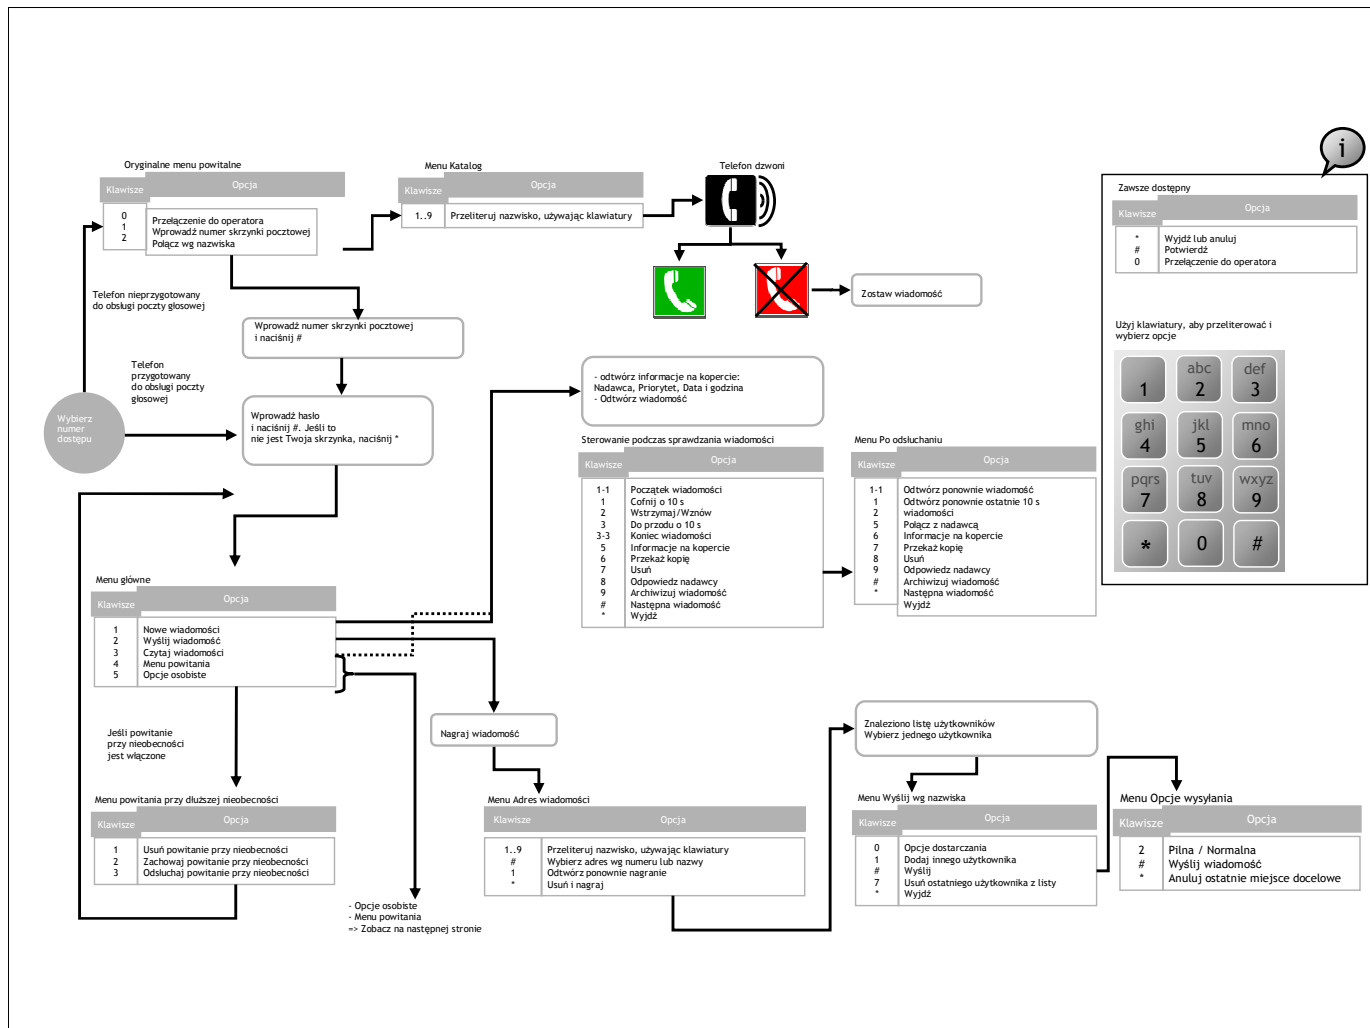 Oryginalne menu powitalne
Klawisze Opcja
0 Przełączenie do operatora
1 Wprowadź numer skrzynki pocztowej
2 Połącz wg nazwiska
Menu Katalog
Klawisze Opcja
1..9 Przeliteruj nazwisko, używając klawiatury
Telefon dzwoni
Zostaw wiadomość
i
Zawsze dostępny
Klawisze Opcja
* Wyjdź lub anuluj
# Potwierdź
0 Przełączenie do operatora
Użyj klawiatury, aby przeliterować i
wybierz opcje
1
abc
2
def
3
ghi
4
jkl
5
mno
6
pqrs
7
tuv
8
wxyz
9
*
0
#
Telefon nieprzygotowany
do obsługi poczty głosowej
Wprowadź numer skrzynki pocztowej
i naciśnij #
Telefon
przygotowany
do obsługi poczty
głosowej
Wybierz
numer
dostępu
Wprowadź hasło
i naciśnij #. Jeśli to
nie jest Twoja skrzynka, naciśnij *
- odtwórz informacje na kopercie:
Nadawca, Priorytet, Data i godzina
- Odtwórz wiadomość
Sterowanie podczas sprawdzania wiadomości
Klawisze Opcja
1-1 Początek wiadomości
1 Cofnij o 10 s
2 Wstrzymaj/Wznów
3 Do przodu o 10 s
3-3 Koniec wiadomości
5 Informacje na kopercie
6 Przekaż kopię
7 Usuń
8 Odpowiedz nadawcy
9 Archiwizuj wiadomość
# Następna wiadomość
* Wyjdź
Menu Po odsłuchaniu
Klawisze Opcja
1-1 Odtwórz ponownie wiadomość
1 Odtwórz ponownie ostatnie 10 s
2 wiadomości
5 Połącz z nadawcą
6 Informacje na kopercie
7 Przekaż kopię
8 Usuń
9 Odpowiedz nadawcy
# Archiwizuj wiadomość
* Następna wiadomość
Wyjdź
Menu główne
Klawisze Opcja
1 Nowe wiadomości
2 Wyślij wiadomość
3 Czytaj wiadomości
4 Menu powitania
5 Opcje osobiste
Jeśli powitanie
przy nieobecności
jest włączone
Menu powitania przy dłuższej nieobecności
Klawisze Opcja
1 Usuń powitanie przy nieobecności
2 Zachowaj powitanie przy nieobecności
3 Odsłuchaj powitanie przy nieobecności
- Opcje osobiste
- Menu powitania
=> Zobacz na następnej stronie
Nagraj wiadomość
Menu Adres wiadomości
Klawisze Opcja
1..9 Przeliteruj nazwisko, używając klawiatury
# Wybierz adres wg numeru lub nazwy
1 Odtwórz ponownie nagranie
* Usuń i nagraj
Znaleziono listę użytkowników
Wybierz jednego użytkownika
Menu Wyślij wg nazwiska
Klawisze Opcja
0 Opcje dostarczania
1 Dodaj innego użytkownika
# Wyślij
7 Usuń ostatniego użytkownika z listy
* Wyjdź
Menu Opcje wysyłania
Klawisze Opcja
2 Pilna / Normalna
# Wyślij wiadomość
* Anuluj ostatnie miejsce docelowe